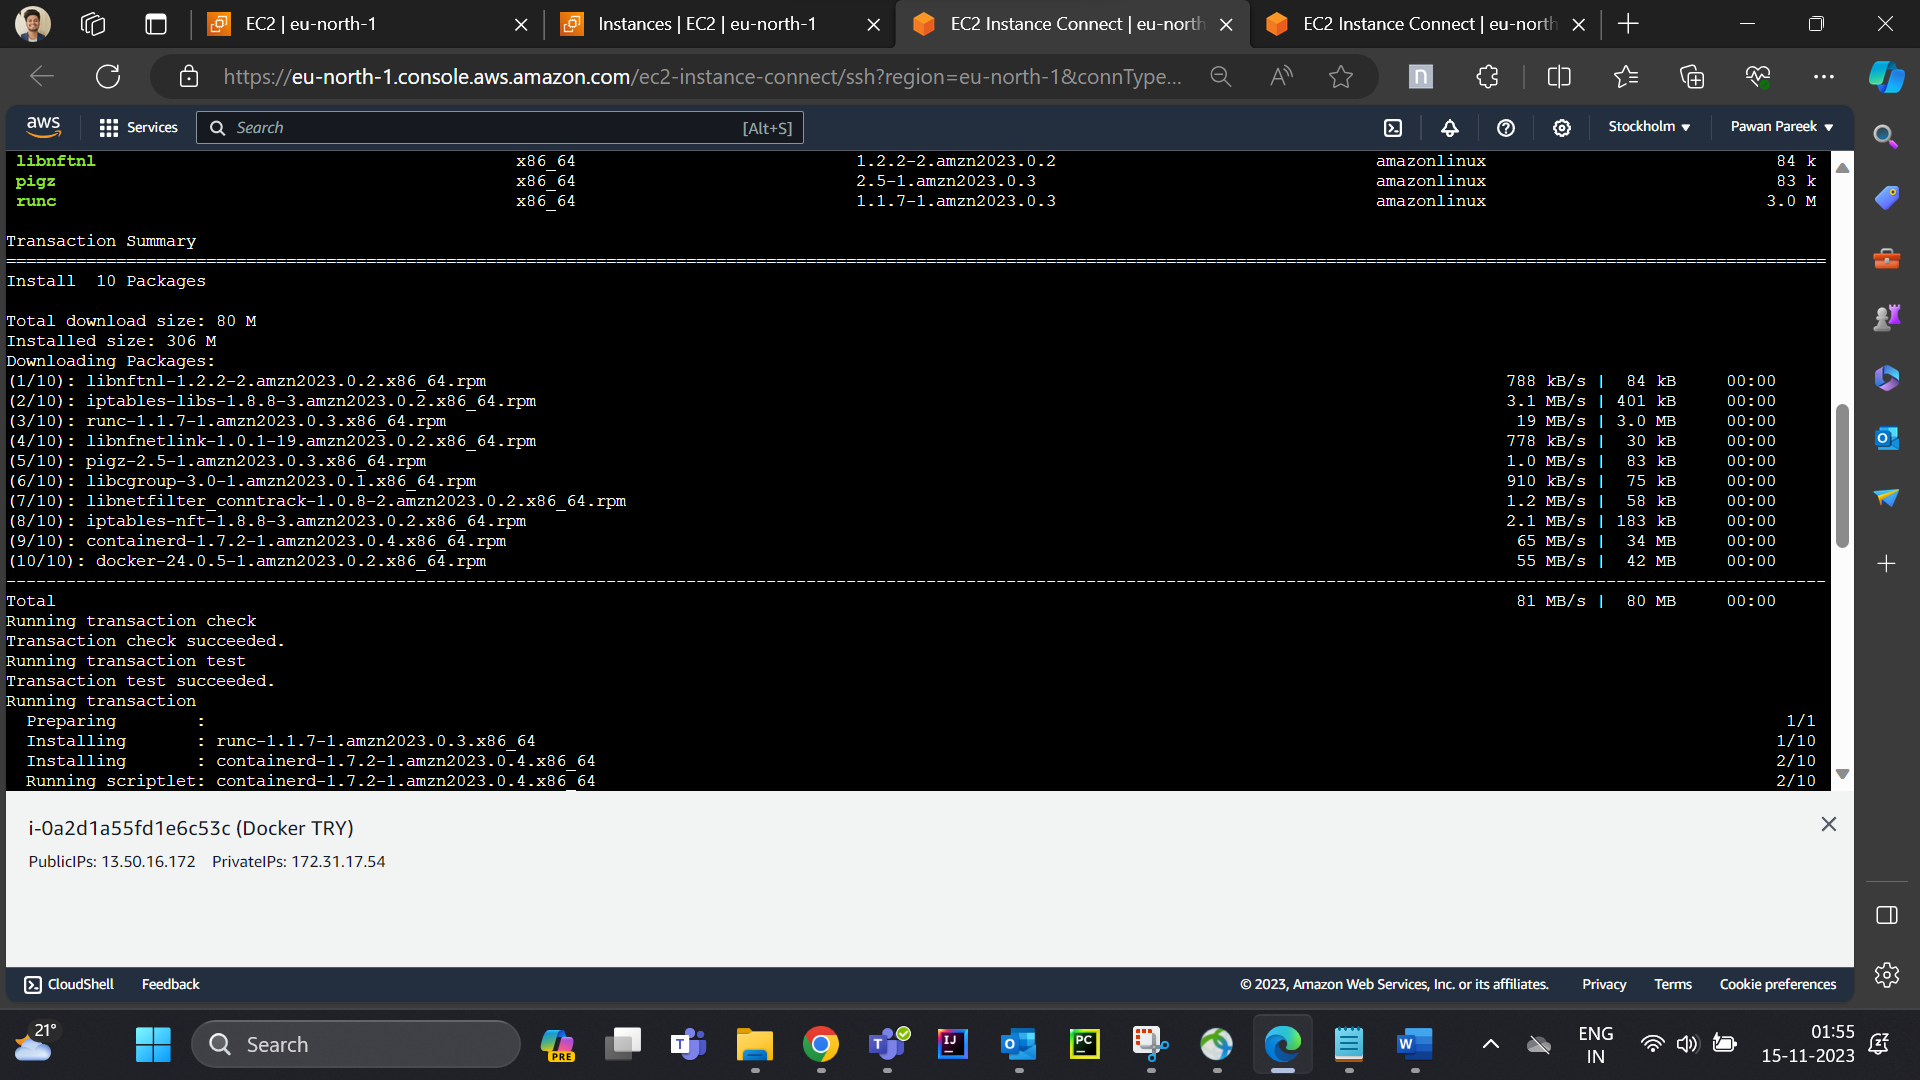 EC2 | eu-north-1
Instances | EC2 | eu-north-1
EC2 Instance Connect | eu-north
EC2 Instance Connect | eu-north
https://eu-north-1.console.aws.amazon.com/ec2-instance-connect/ssh?region=eu-north-1&connType...
aws Services Search [Alt+S] Stockholm Pawan Pareek
libnftnl x86_64 1.2.2-2.amzn2023.0.2 amazonlinux 84 k
pigz x86_64 2.5-1.amzn2023.0.3 amazonlinux 83 k
runc x86_64 1.1.7-1.amzn2023.0.3 amazonlinux 3.0 M
Transaction Summary
Install 10 Packages
Total download size: 80 M
Installed size: 306 M
Downloading Packages:
(1/10): libnftnl-1.2.2-2.amzn2023.0.2.x86_64.rpm 788 kB/s | 84 kB 00:00
(2/10): iptables-libs-1.8.8-3.amzn2023.0.2.x86_64.rpm 3.1 MB/s | 401 kB 00:00
(3/10): runc-1.1.7-1.amzn2023.0.3.x86_64.rpm 19 MB/s | 3.0 MB 00:00
(4/10): libnfnetlink-1.0.1-19.amzn2023.0.2.x86_64.rpm 778 kB/s | 30 kB 00:00
(5/10): pigz-2.5-1.amzn2023.0.3.x86_64.rpm 1.0 MB/s | 83 kB 00:00
(6/10): libcgroup-3.0-1.amzn2023.0.1.x86_64.rpm 910 kB/s | 75 kB 00:00
(7/10): libnetfilter_conntrack-1.0.8-2.amzn2023.0.2.x86_64.rpm 1.2 MB/s | 58 kB 00:00
(8/10): iptables-nft-1.8.8-3.amzn2023.0.2.x86_64.rpm 2.1 MB/s | 183 kB 00:00
(9/10): containerd-1.7.2-1.amzn2023.0.4.x86_64.rpm 65 MB/s | 34 MB 00:00
(10/10): docker-24.0.5-1.amzn2023.0.2.x86_64.rpm 55 MB/s | 42 MB 00:00
Total 81 MB/s | 80 MB 00:00
Running transaction check
Transaction check succeeded.
Running transaction test
Transaction test succeeded.
Running transaction
Preparing : 1/1
Installing : runc-1.1.7-1.amzn2023.0.3.x86_64 1/10
Installing : containerd-1.7.2-1.amzn2023.0.4.x86_64 2/10
Running scriptlet: containerd-1.7.2-1.amzn2023.0.4.x86_64 2/10
i-0a2d1a55fd1e6c53c (Docker TRY)
PublicIPs: 13.50.16.172 PrivateIPs: 172.31.17.54
CloudShell Feedback © 2023, Amazon Web Services, Inc. or its affiliates. Privacy Terms Cookie preferences
21° Search PRE ENG 01:55
IN 15-11-2023